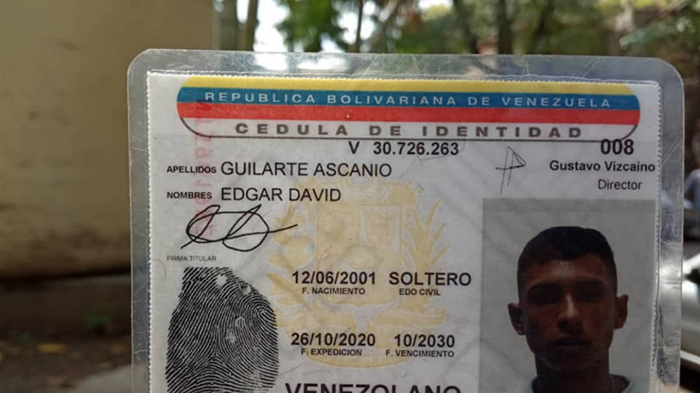 REPUBLICA BOLIVARIANA DE VENEZUELA
CEDULA DE IDENTIDAD
V 30.726.263 008
APELLIDOS GUILARTE ASCANIO Gustavo Vizcaino
Director
NOMBRES EDGAR DAVID
FIRMA TITULAR
12/06/2001 SOLTERO
F. NACIMIENTO EDO CIVIL
26/10/2020 10/2030
F. EXPEDICION F. VENCIMIENTO
VENEZOLANO